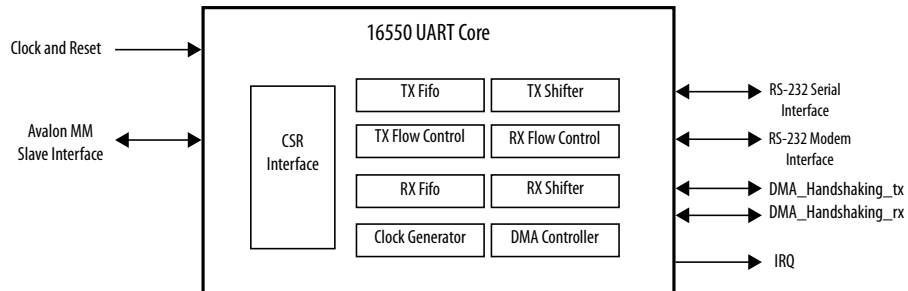 16550 UART Core
Clock and Reset
Avalon MM
Slave Interface
CSR
Interface
TX Fifo
TX Shifter
TX Flow Control
RX Flow Control
RX Fifo
RX Shifter
Clock Generator
DMA Controller
RS-232 Serial
Interface
RS-232 Modem
Interface
DMA_Handshaking_tx
DMA_Handshaking_rx
IRQ